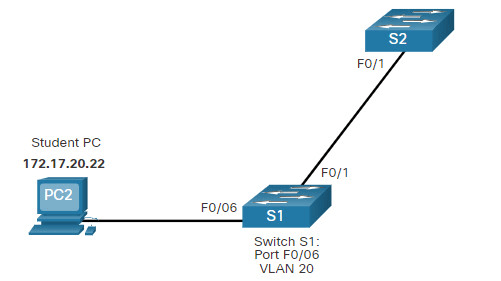 S2
F0/1
Student PC
172.17.20.22
F0/1
PC2
F0/06
S1
Switch S1:
Port F0/06
VLAN 20